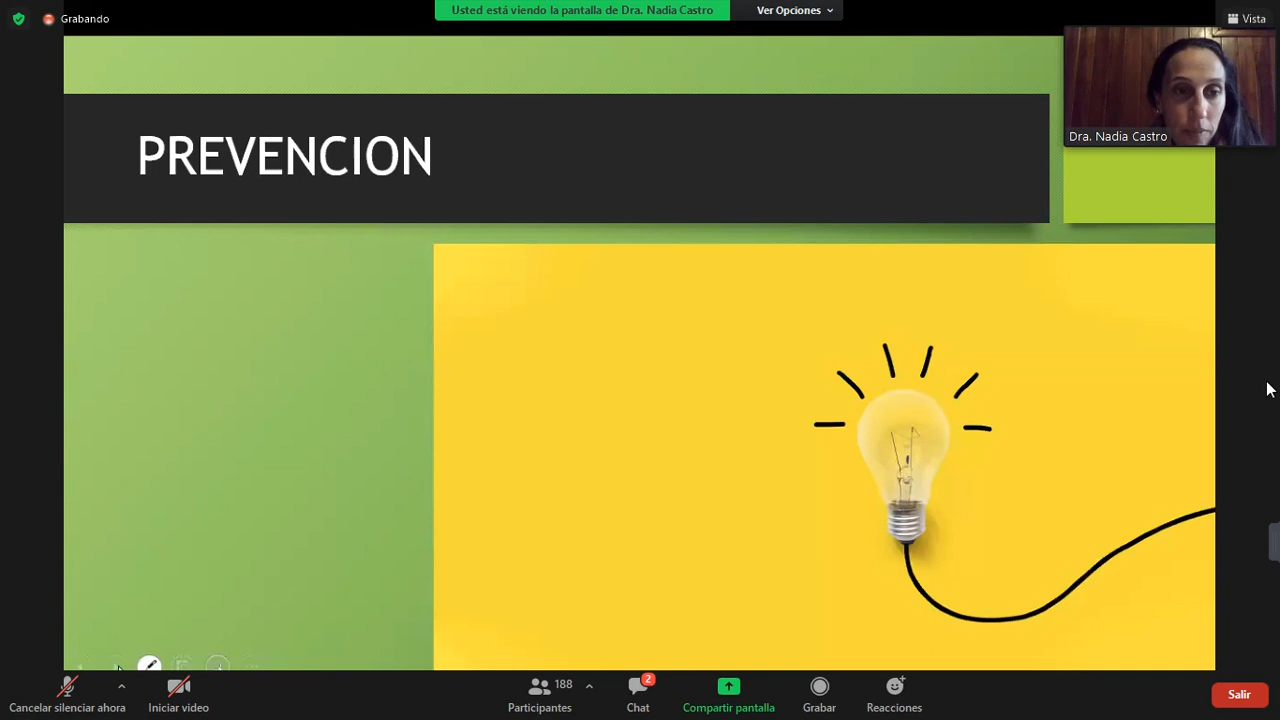 Grabando
Usted está viendo la pantalla de Dra. Nadia Castro
Ver Opciones
Vista
PREVENCION
Dra. Nadia Castro
Cancelar silenciar ahora
Iniciar video
188
Participantes
2
Chat
Compartir pantalla
Grabar
Reacciones
Salir